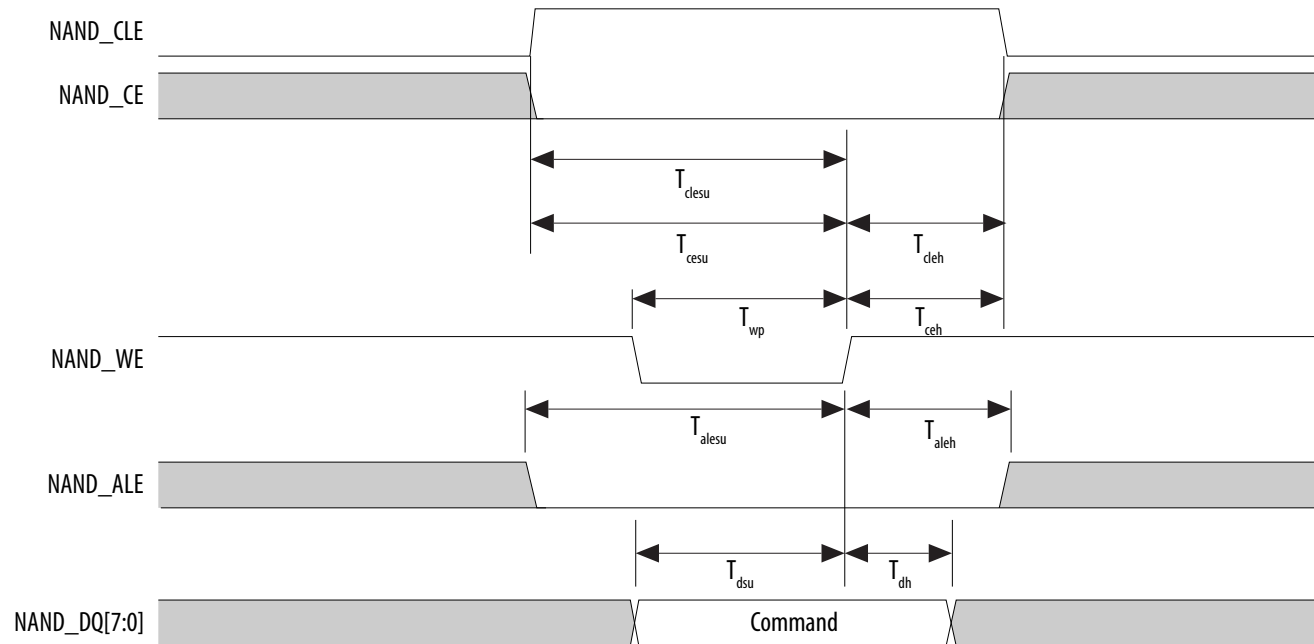 NAND_CLE
NAND_CE
T_clesu
T_cesu
T_cleh
T_wp
T_ceh
NAND_WE
T_alesu
T_aleh
NAND_ALE
T_dsu
T_dh
NAND_DQ[7:0]
Command